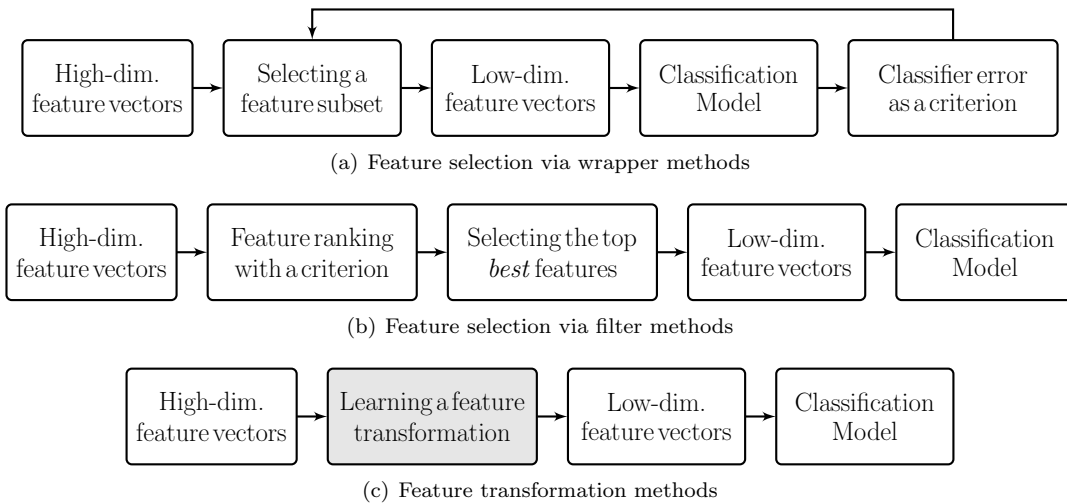 High-dim.
feature vectors
Selecting a
feature subset
Low-dim.
feature vectors
Classification
Model
Classifier error
as a criterion
(a) Feature selection via wrapper methods
High-dim.
feature vectors
Feature ranking
with a criterion
Selecting the top
best features
Low-dim.
feature vectors
Classification
Model
(b) Feature selection via filter methods
High-dim.
feature vectors
Learning a feature
transformation
Low-dim.
feature vectors
Classification
Model
(c) Feature transformation methods